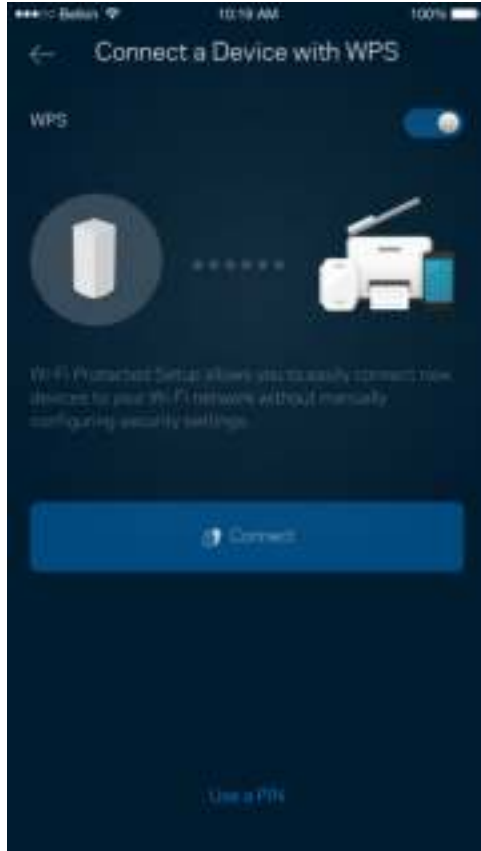 Belkin 10:19 AM 100%
Connect a Device with WPS
WPS
Wi-Fi Protected Setup allows you to easily connect new
devices to your Wi-Fi network without manually
configuring security settings.
Connect
Use a PIN